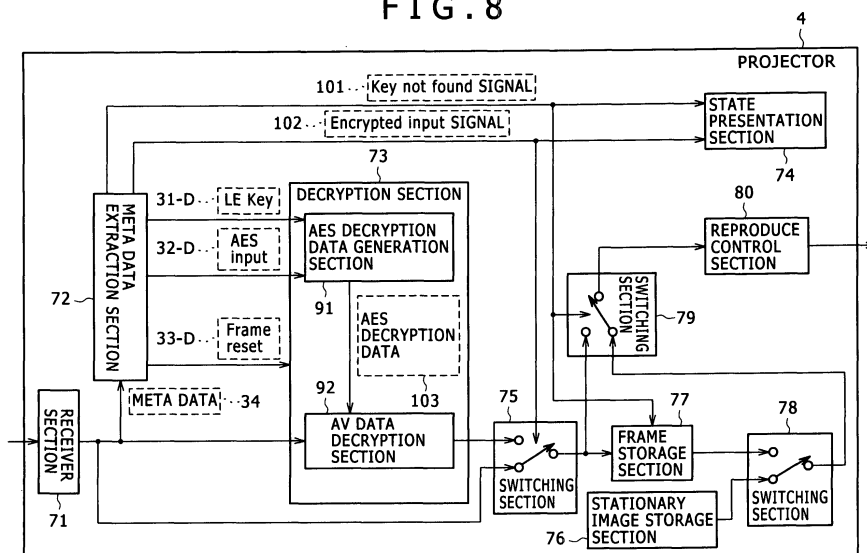 FIG.8
4
PROJECTOR
101 Key not found SIGNAL
102 Encrypted input SIGNAL
STATE
PRESENTATION
SECTION
74
73
DECRYPTION SECTION
31-D LE Key
32-D AES
input
33-D Frame
reset
META DATA
EXTRACTION SECTION
72
AES DECRYPTION
DATA GENERATION
SECTION
91
AES
DECRYPTION
DATA
103
80
REPRODUCE
CONTROL
SECTION
SWITCHING
SECTION
79
META DATA 34
RECEIVER
SECTION
71
92
AV DATA
DECRYPTION
SECTION
75
SWITCHING
SECTION
77
FRAME
STORAGE
SECTION
78
SWITCHING
SECTION
STATIONARY
IMAGE STORAGE
SECTION
76